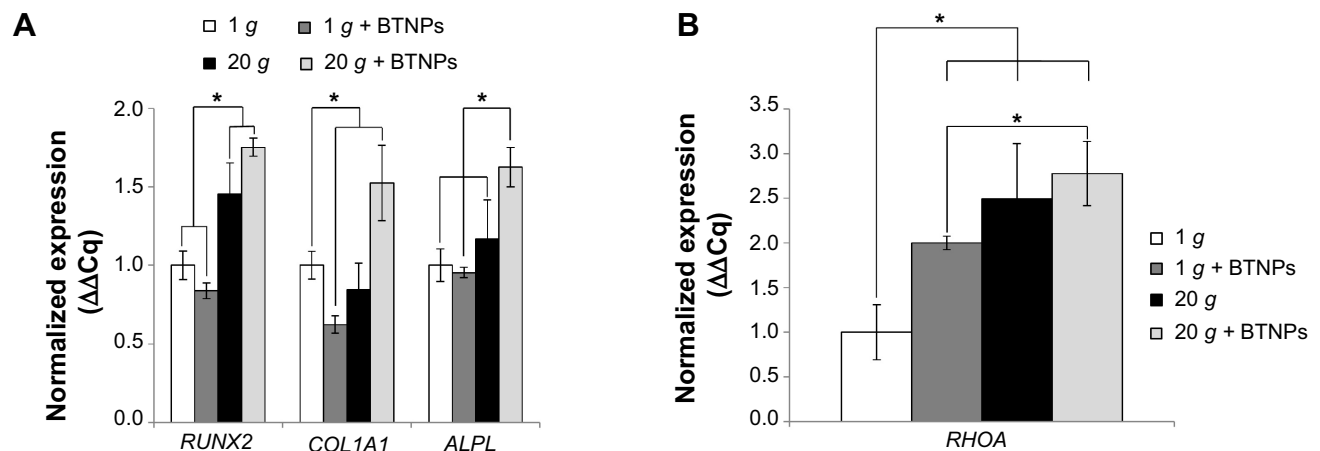 A
1 g
1 g + BTNPs
20 g
20 g + BTNPs
Normalized expression
(ΔΔCq)
2.0
1.5
1.0
0.5
0.0
*
*
*
RUNX2
COL1A1
ALPL
B
*
*
Normalized expression
(ΔΔCq)
3.5
3.0
2.5
2.0
1.5
1.0
0.5
0.0
RHOA
1 g
1 g + BTNPs
20 g
20 g + BTNPs